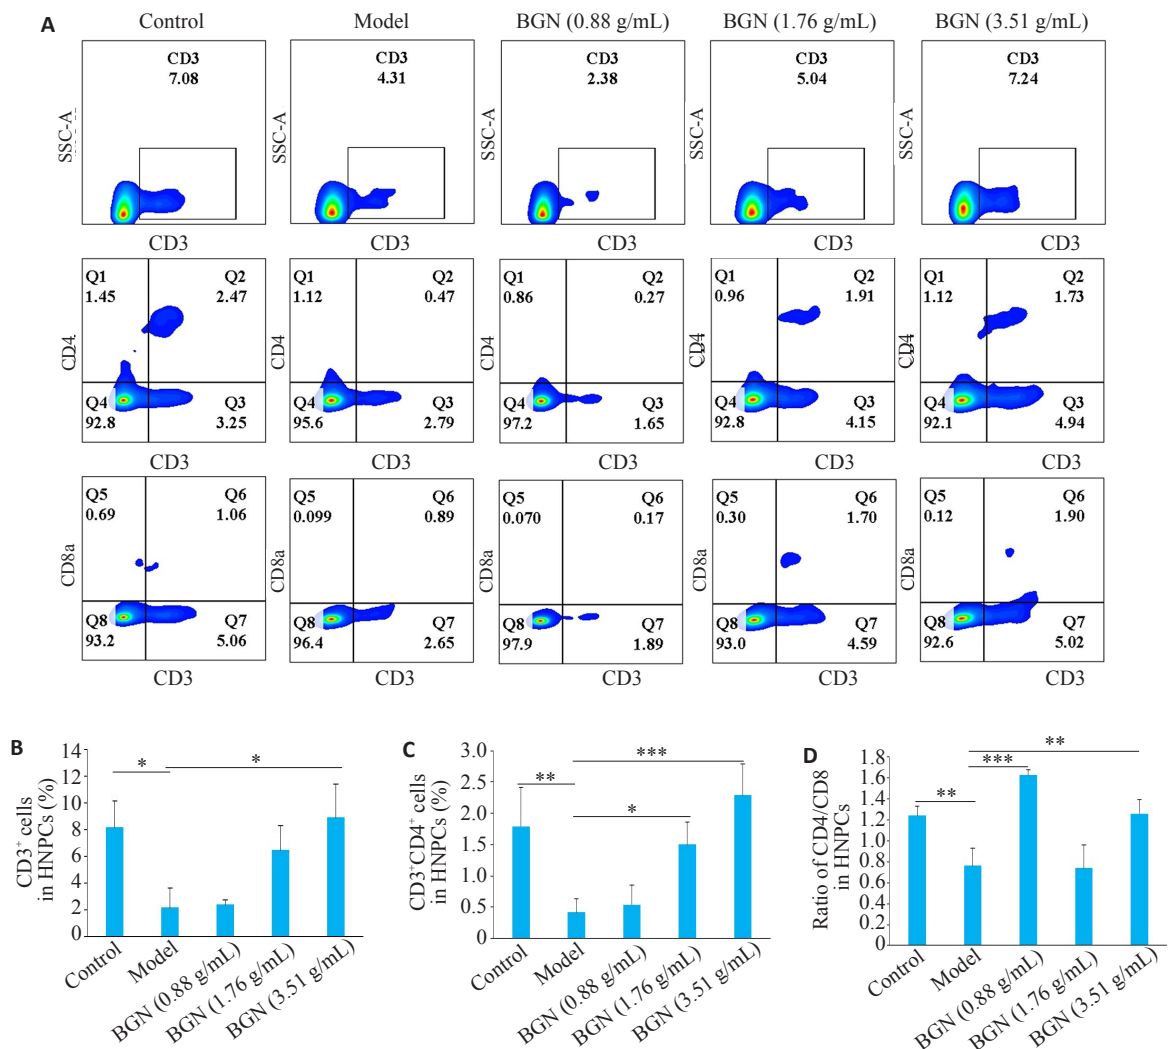 A
Control
Model
BGN (0.88 g/mL)
BGN (1.76 g/mL)
BGN (3.51 g/mL)
CD3
7.08
CD3
4.31
CD3
2.38
CD3
5.04
CD3
7.24
SSC-A
SSC-A
SSC-A
SSC-A
SSC-A
CD3
CD3
CD3
CD3
CD3
Q1
1.45
Q2
2.47
Q4
92.8
Q3
3.25
Q1
1.12
Q2
0.47
Q4
95.6
Q3
2.79
Q1
0.86
Q2
0.27
Q4
97.2
Q3
1.65
Q1
0.96
Q2
1.91
Q4
92.8
Q3
4.15
Q1
1.12
Q2
1.73
Q4
92.1
Q3
4.94
CD4
CD4
CD4
CD4
CD4
CD3
CD3
CD3
CD3
CD3
Q5
0.69
Q6
1.06
Q8
93.2
Q7
5.06
Q5
0.099
Q6
0.89
Q8
96.4
Q7
2.65
Q5
0.070
Q6
0.17
Q8
97.9
Q7
1.89
Q5
0.30
Q6
1.70
Q8
93.0
Q7
4.59
Q5
0.12
Q6
1.90
Q8
92.6
Q7
5.02
CD8a
CD8a
CD8a
CD8a
CD8a
CD3
CD3
CD3
CD3
CD3
B
CD3⁺ cells
in HNPCs (%)
14
12
10
8
6
4
2
0
*
*
Control
Model
BGN (0.88 g/mL)
BGN (1.76 g/mL)
BGN (3.51 g/mL)
C
CD3⁺CD4⁺ cells
in HNPCs (%)
3.0
2.5
2.0
1.5
1.0
0.5
0
**
*
***
Control
Model
BGN (0.88 g/mL)
BGN (1.76 g/mL)
BGN (3.51 g/mL)
D
Ratio of CD4/CD8
in HNPCs
1.8
1.6
1.4
1.2
1.0
0.8
0.6
0.4
0.2
0
**
***
**
Control
Model
BGN (0.88 g/mL)
BGN (1.76 g/mL)
BGN (3.51 g/mL)